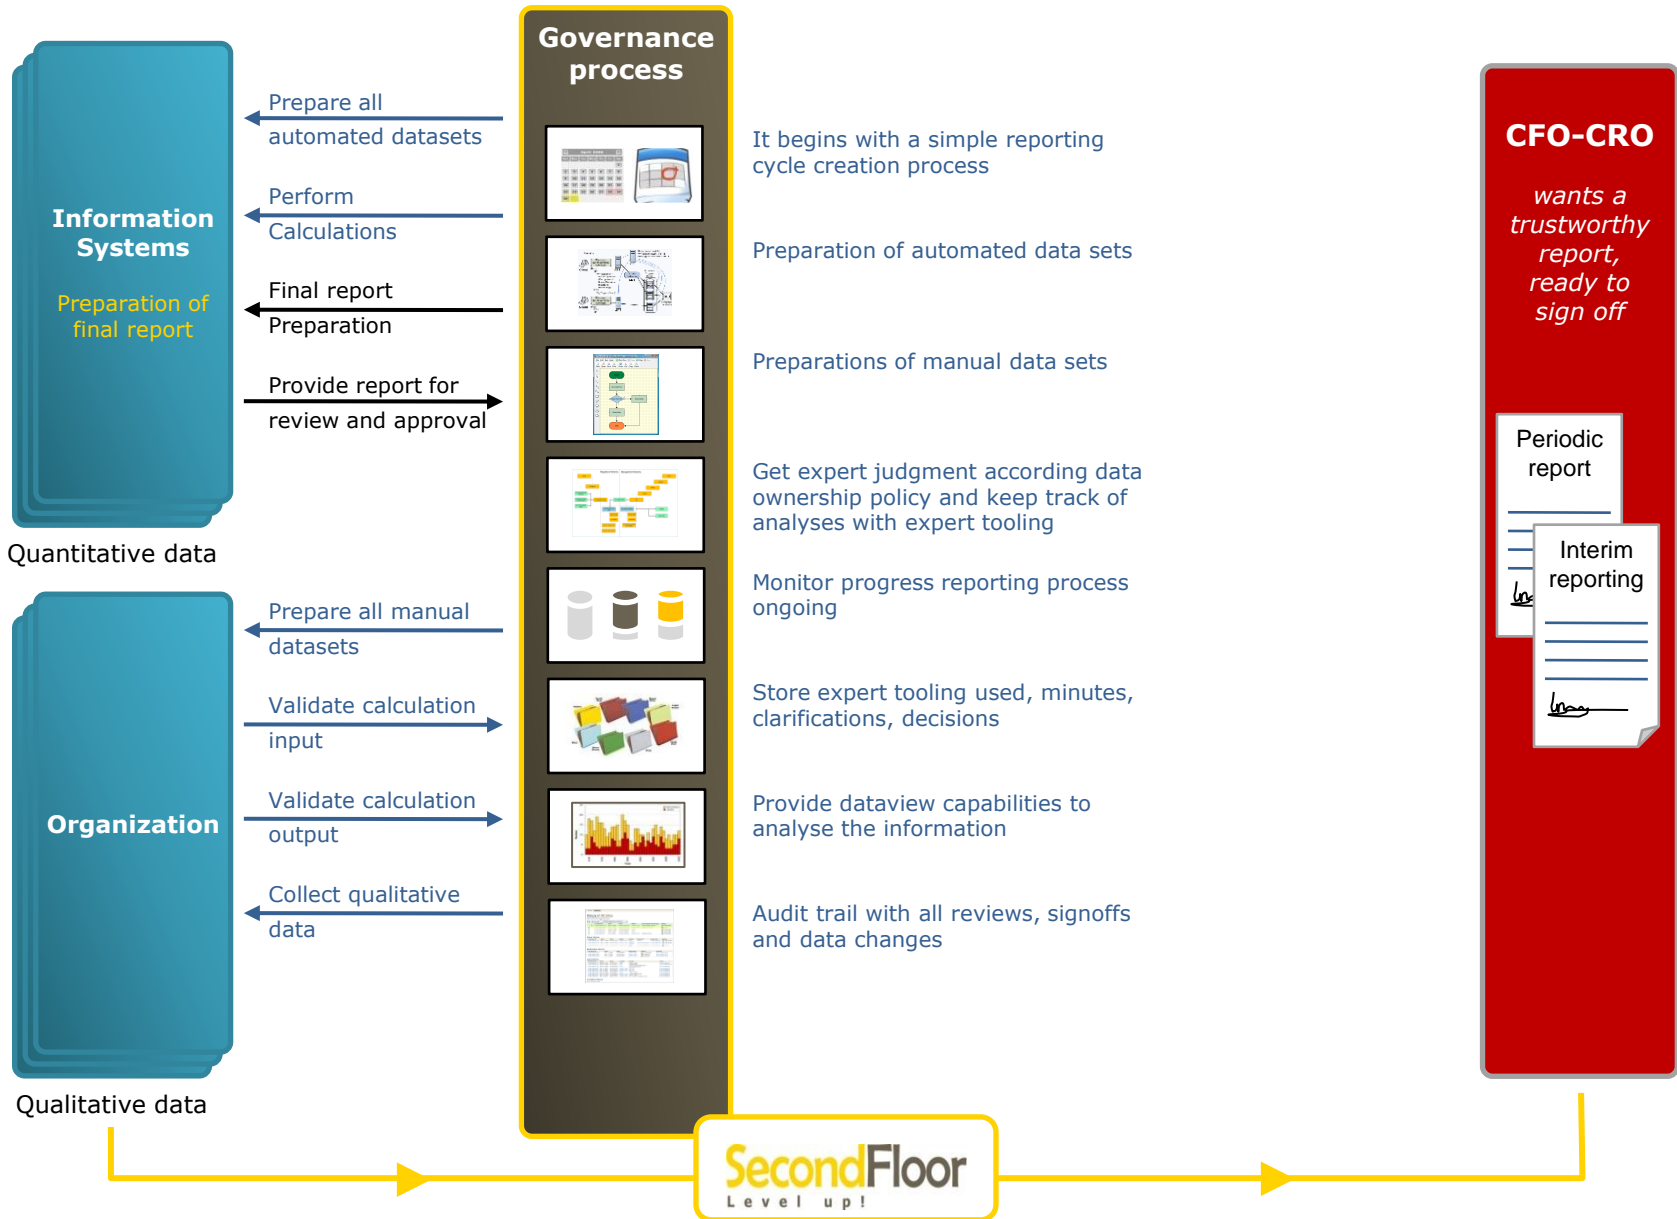 Governance
process
Information
Systems
Preparation of
final report
Quantitative data
Prepare all
automated datasets
Perform
Calculations
Final report
Preparation
Provide report for
review and approval
Organization
Qualitative data
Prepare all manual
datasets
Validate calculation
input
Validate calculation
output
Collect qualitative
data
It begins with a simple reporting
cycle creation process
Preparation of automated data sets
Preparations of manual data sets
Get expert judgment according data
ownership policy and keep track of
analyses with expert tooling
Monitor progress reporting process
ongoing
Store expert tooling used, minutes,
clarifications, decisions
Provide dataview capabilities to
analyse the information
Audit trail with all reviews, signoffs
and data changes
CFO-CRO
wants a
trustworthy
report,
ready to
sign off
Periodic
report
Interim
reporting
SecondFloor
Level up!